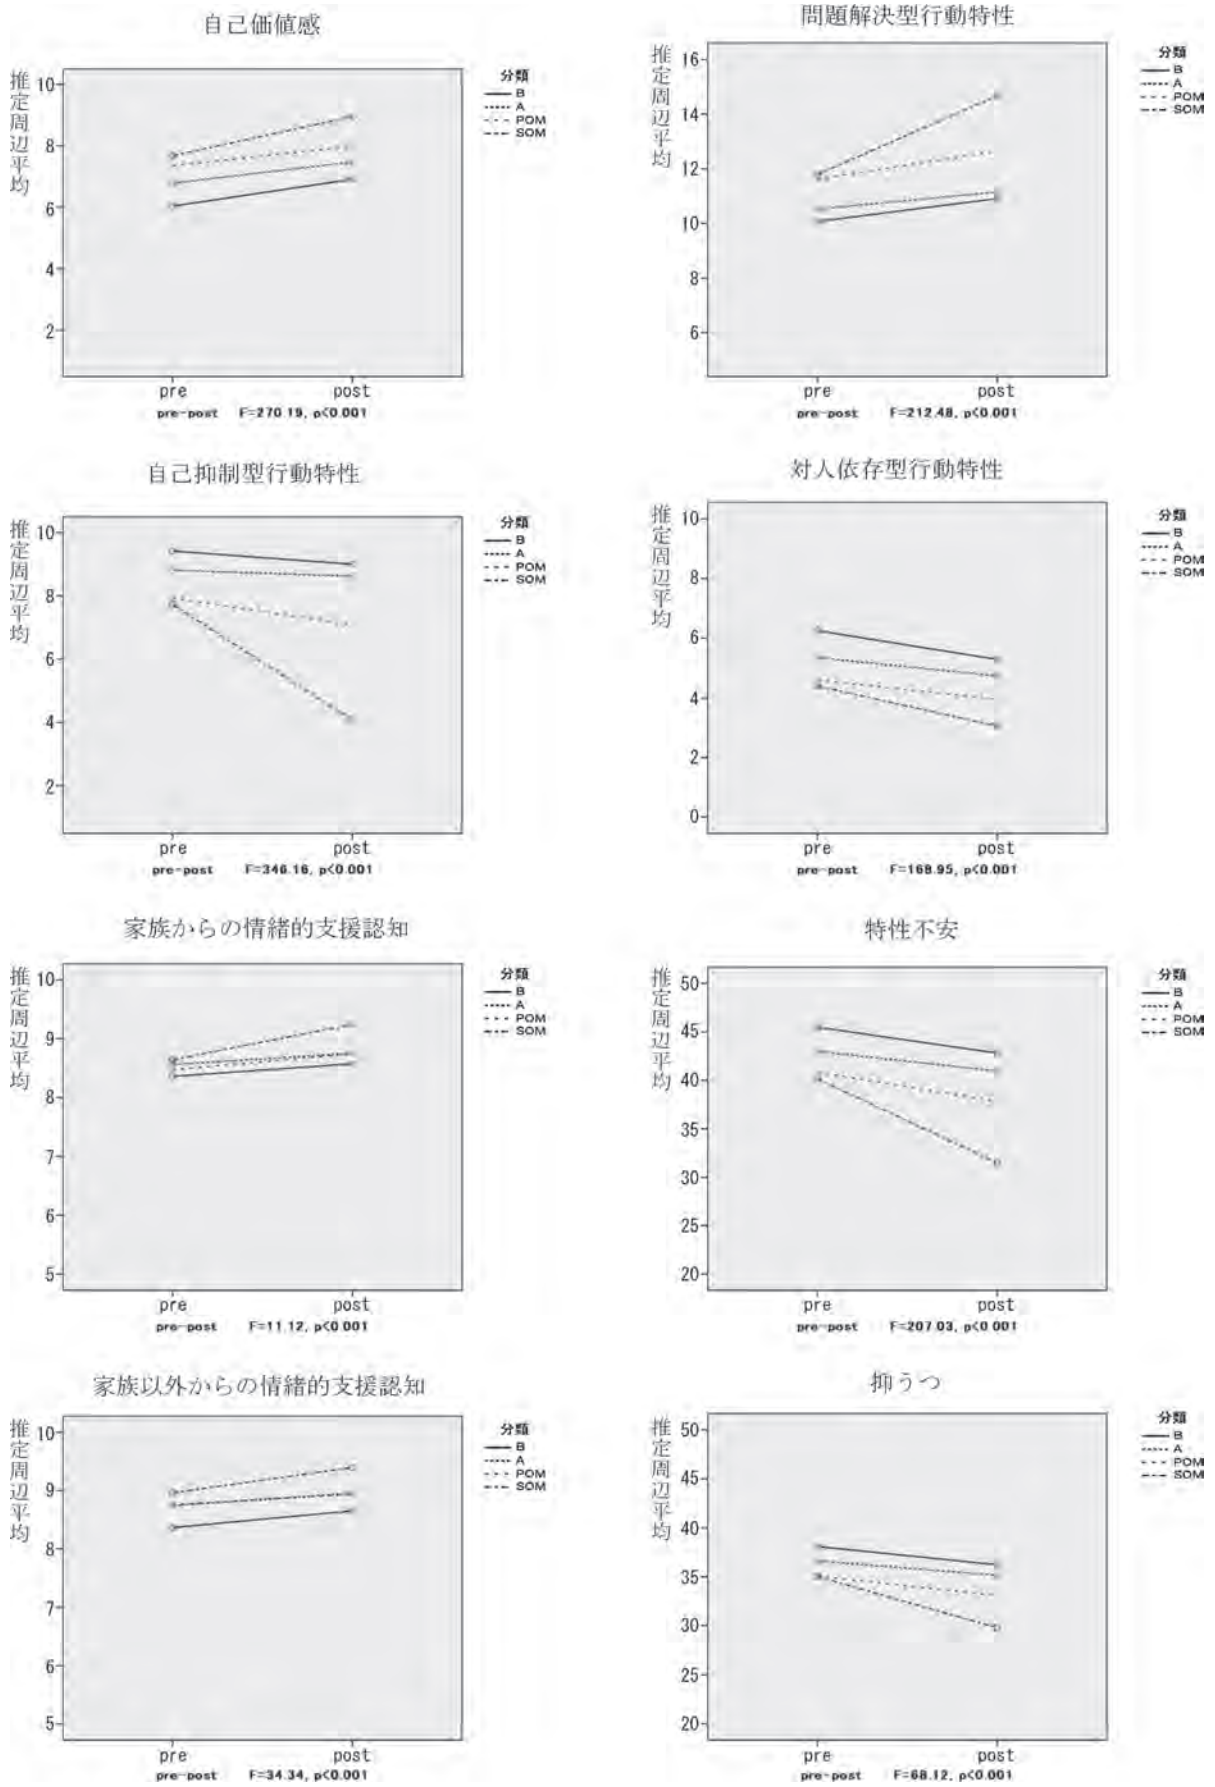 自己価値感
推定周辺平均
10
8
6
4
2
pre post
pre-post F=270.19, p<0.001
分類
B
A
POM
SOM
問題解決型行動特性
推定周辺平均
16
14
12
10
8
6
pre post
pre-post F=212.48, p<0.001
分類
B
A
POM
SOM
自己抑制型行動特性
推定周辺平均
10
8
6
4
2
pre post
pre-post F=346.16, p<0.001
分類
B
A
POM
SOM
対人依存型行動特性
推定周辺平均
10
8
6
4
2
0
pre post
pre-post F=168.95, p<0.001
分類
B
A
POM
SOM
家族からの情緒的支援認知
推定周辺平均
10
9
8
7
6
5
pre post
pre-post F=11.12, p<0.001
分類
B
A
POM
SOM
特性不安
推定周辺平均
50
45
40
35
30
25
20
pre post
pre-post F=207.03, p<0.001
分類
B
A
POM
SOM
家族以外からの情緒的支援認知
推定周辺平均
10
9
8
7
6
5
pre post
pre-post F=34.34, p<0.001
分類
B
A
POM
SOM
抑うつ
推定周辺平均
50
45
40
35
30
25
20
pre post
pre-post F=68.12, p<0.001
分類
B
A
POM
SOM